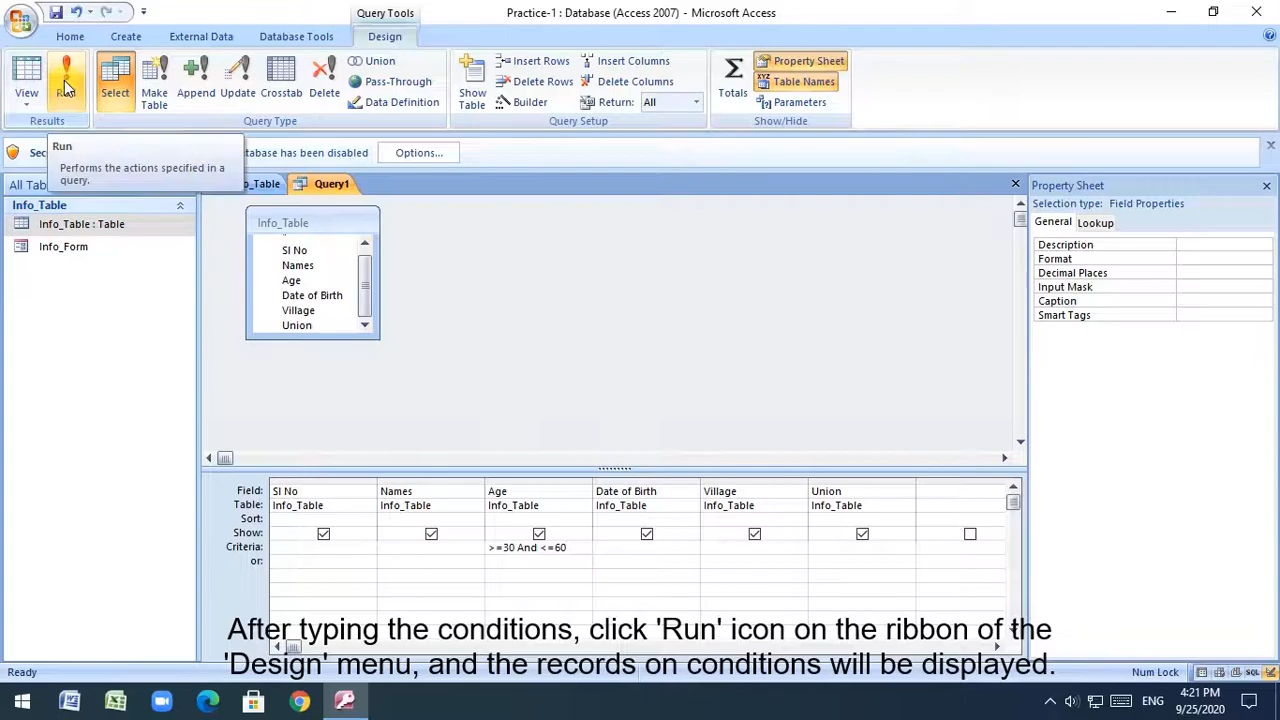 Query Tools
Practice-1 : Database (Access 2007) - Microsoft Access
Home Create External Data Database Tools Design
View
Select
Make Table
Append
Update
Crosstab
Delete
Union
Pass-Through
Data Definition
Show Table
Insert Rows
Delete Rows
Builder
Insert Columns
Delete Columns
Return: All
Totals
Property Sheet
Table Names
Parameters
Results Query Type Query Setup Show/Hide
Run
Performs the actions specified in a
query.
Options...
All Tab
Query1
Info_Table
Info_Table : Table
Info_Form
Info_Table
Sl No
Names
Age
Date of Birth
Village
Union
Property Sheet
Selection type: Field Properties
General Lookup
Description
Format
Decimal Places
Input Mask
Caption
Smart Tags
Field: Sl No Names Age Date of Birth Village Union
Table: Info_Table Info_Table Info_Table Info_Table Info_Table Info_Table
Sort:
Show:
Criteria: >=30 And <=60
or:
After typing the conditions, click 'Run' icon on the ribbon of the
'Design' menu, and the records on conditions will be displayed.
Ready Num Lock SQL
ENG 4:21 PM
9/25/2020